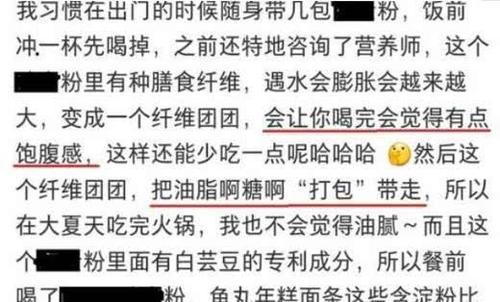 我习惯在出门的时候随身带几包粉，饭前
冲一杯先喝掉，之前还特地咨询了营养师，这个
粉里有种膳食纤维，遇水会膨胀会越来越
大，变成一个纤维团团，会让你喝完会觉得有点
饱腹感，这样还能少吃一点呢哈哈哈🤔然后这
个纤维团团，把油脂啊糖啊“打包”带走，所以
在大夏天吃完火锅，我也不会觉得油腻～而且这
个粉里面有白芸豆的专利成分，所以餐前
喝了粉，鱼丸年糕面条这些含淀粉比